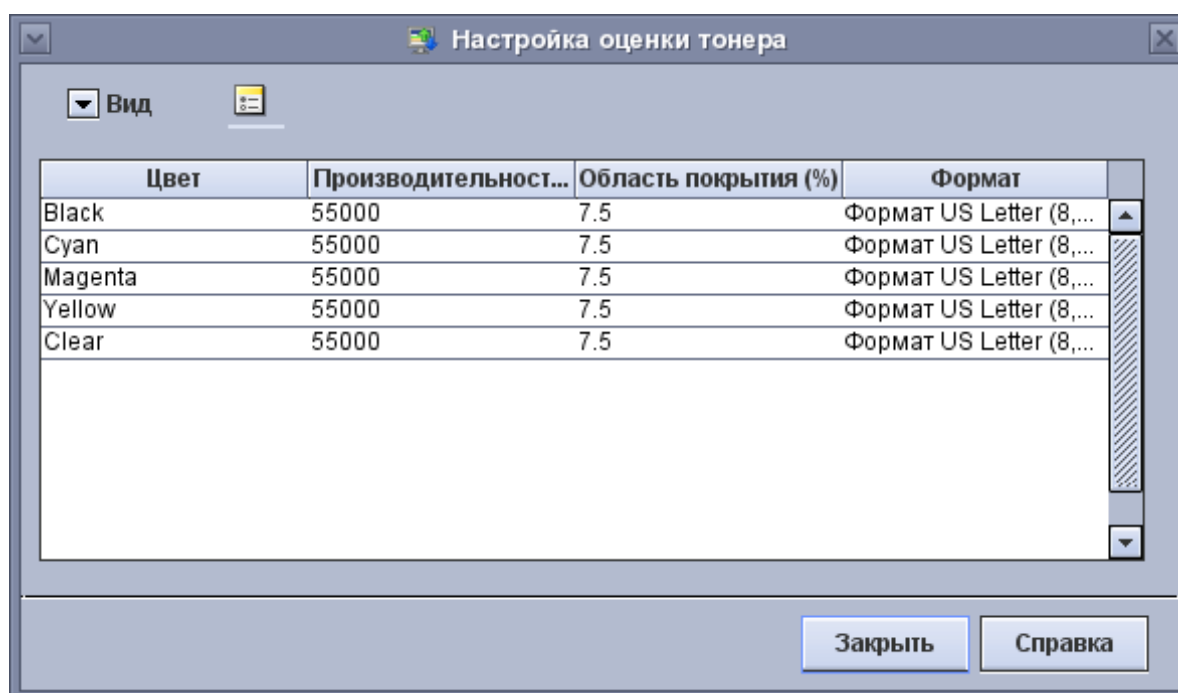 Настройка оценки тонера
Вид
Цвет Производительност... Область покрытия (%) Формат
Black 55000 7.5 Формат US Letter (8,...
Cyan 55000 7.5 Формат US Letter (8,...
Magenta 55000 7.5 Формат US Letter (8,...
Yellow 55000 7.5 Формат US Letter (8,...
Clear 55000 7.5 Формат US Letter (8,...
Закрыть Справка